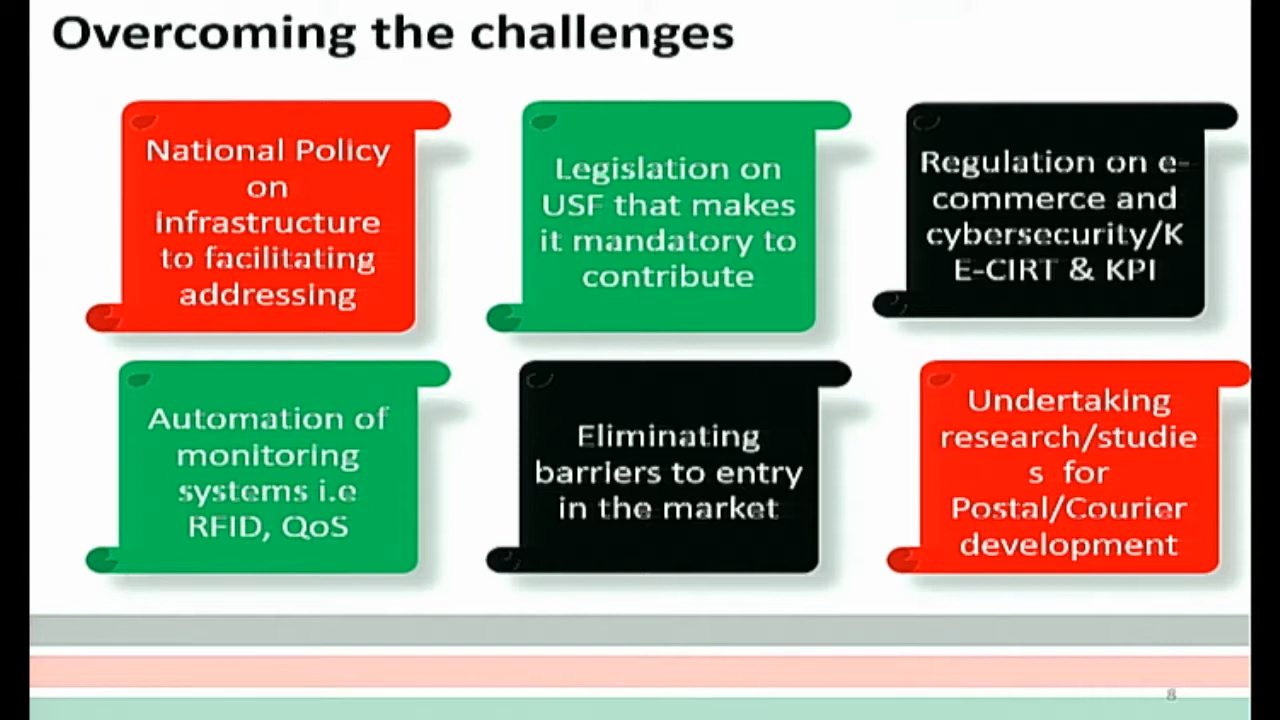 Overcoming the challenges
National Policy
on
infrastructure
to facilitating
addressing
Legislation on
USF that makes
it mandatory to
contribute
Regulation on e-
commerce and
cybersecurity/K
E-CIRT & KPI
Automation of
monitoring
systems i.e
RFID, QoS
Eliminating
barriers to entry
in the market
Undertaking
research/studie
s for
Postal/Courier
development
8